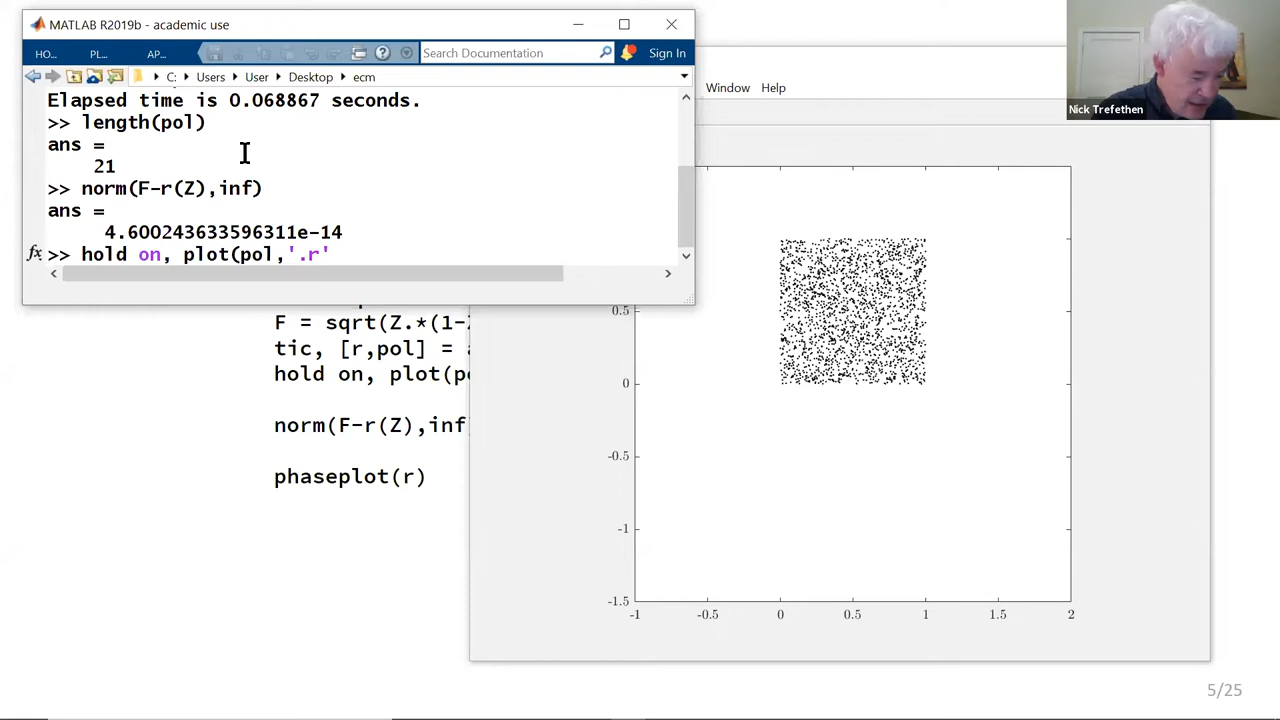 MATLAB R2019b - academic use
HO... PL... AP... Search Documentation Sign In
C: Users User Desktop ecm
Elapsed time is 0.068867 seconds.
>> length(pol)
ans =
21
>> norm(F-r(Z),inf)
ans =
4.600243633596311e-14
fx >> hold on, plot(pol,'.r'
F = sqrt(Z.*(1-
tic, [r,pol] =
hold on, plot(p
norm(F-r(Z),inf
phaseplot(r)
Window Help
0.5
0
-0.5
-1
-1.5
-1 -0.5 0 0.5 1 1.5 2
Nick Trefethen
5/25